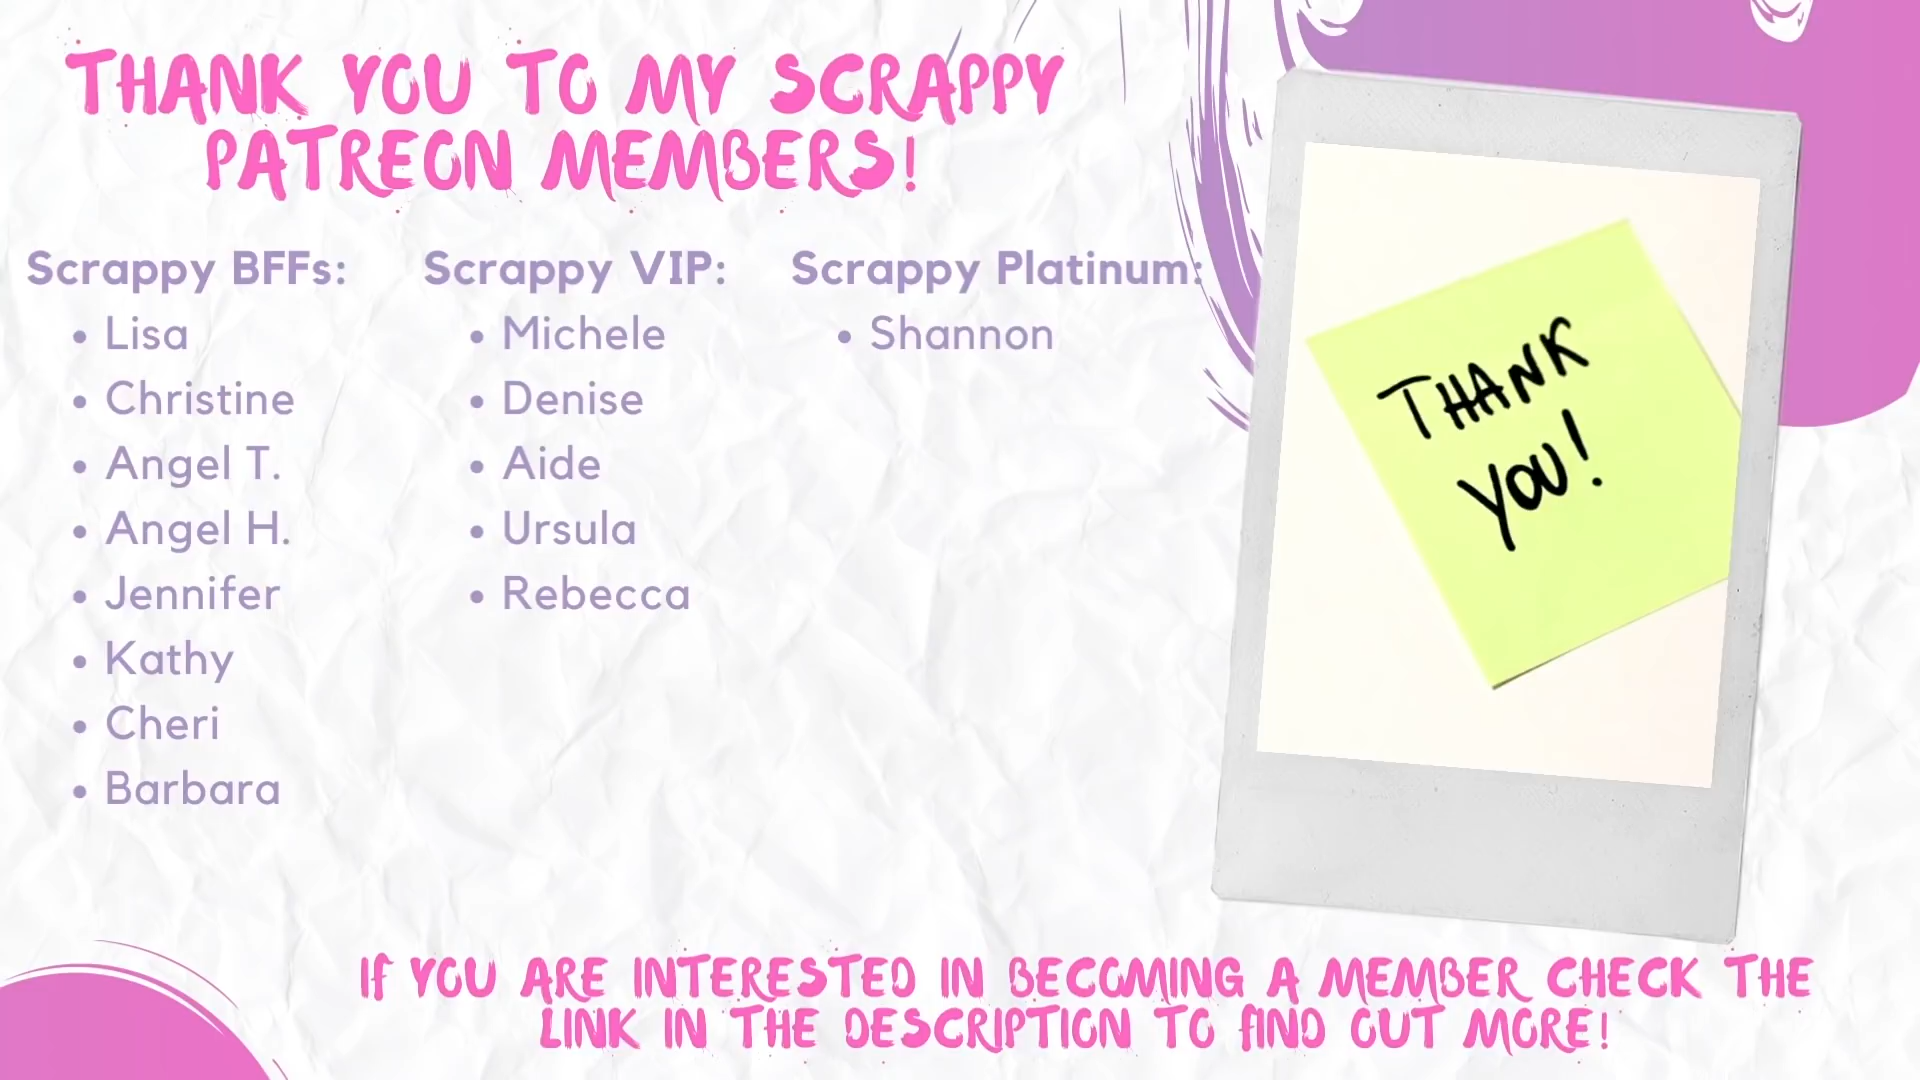 THANK YOU TO MY SCRAPPY
PATREON MEMBERS!
Scrappy BFFs:
• Lisa
• Christine
• Angel T.
• Angel H.
• Jennifer
• Kathy
• Cheri
• Barbara
Scrappy VIP:
• Michele
• Denise
• Aide
• Ursula
• Rebecca
Scrappy Platinum:
• Shannon
THANK
YOU!
If YOU ARE INTERESTED IN BECOMING A MEMBER CHECK THE
LINK IN THE DESCRIPTION TO fIND OUT MORE!